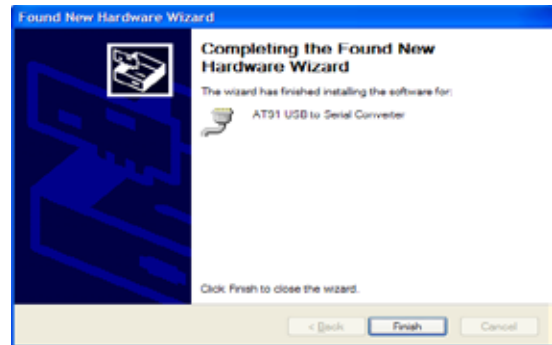 Found New Hardware Wizard
Completing the Found New
Hardware Wizard
The wizard has finished installing the software for:
AT91 USB to Serial Converter
Click Finish to close the wizard.
< Back
Finish
Cancel